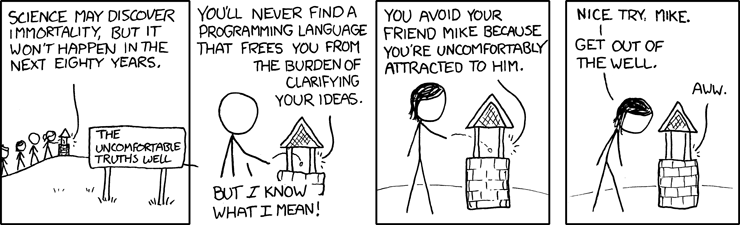 SCIENCE MAY DISCOVER
IMMORTALITY, BUT IT
WON'T HAPPEN IN THE
NEXT EIGHTY YEARS.
THE
UNCOMFORTABLE
TRUTHS WELL
YOU'LL NEVER FIND A
PROGRAMMING LANGUAGE
THAT FREES YOU FROM
THE BURDEN OF
CLARIFYING
YOUR IDEAS.
BUT I KNOW
WHAT I MEAN!
YOU AVOID YOUR
FRIEND MIKE BECAUSE
YOU'RE UNCOMFORTABLY
ATTRACTED TO HIM.
NICE TRY, MIKE.
GET OUT OF
THE WELL.
AWW.